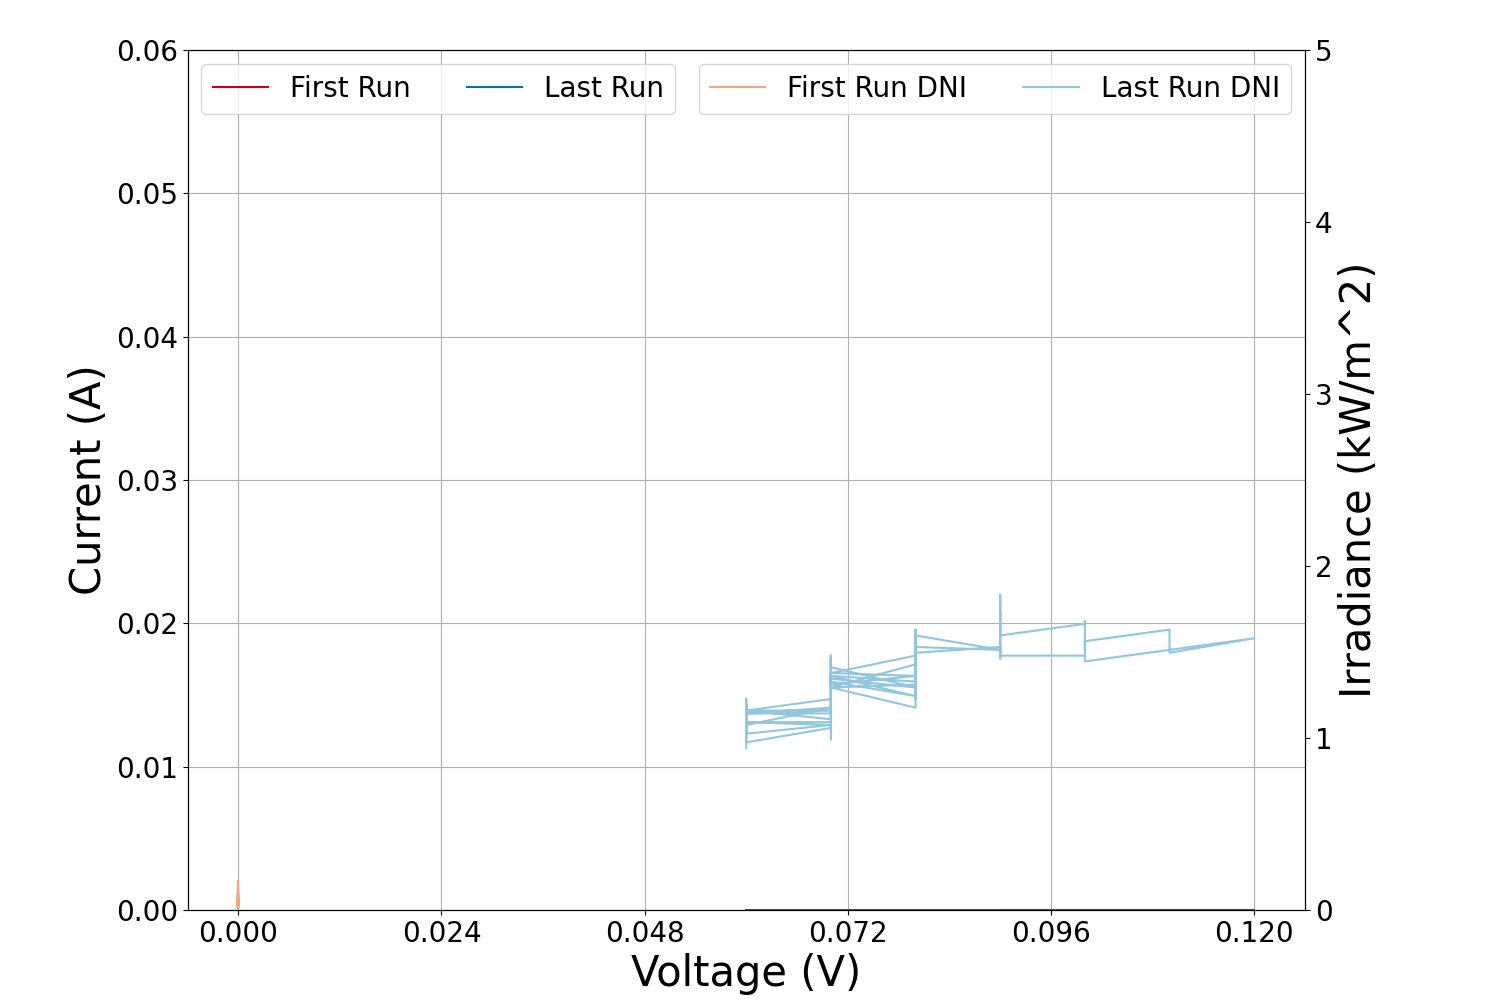 First Run
Last Run
First Run DNI
Last Run DNI
0.06
0.05
0.04
0.03
0.02
0.01
0.00
Current (A)
5
4
3
2
1
0
Irradiance (kW/m^2)
0.000
0.024
0.048
0.072
0.096
0.120
Voltage (V)